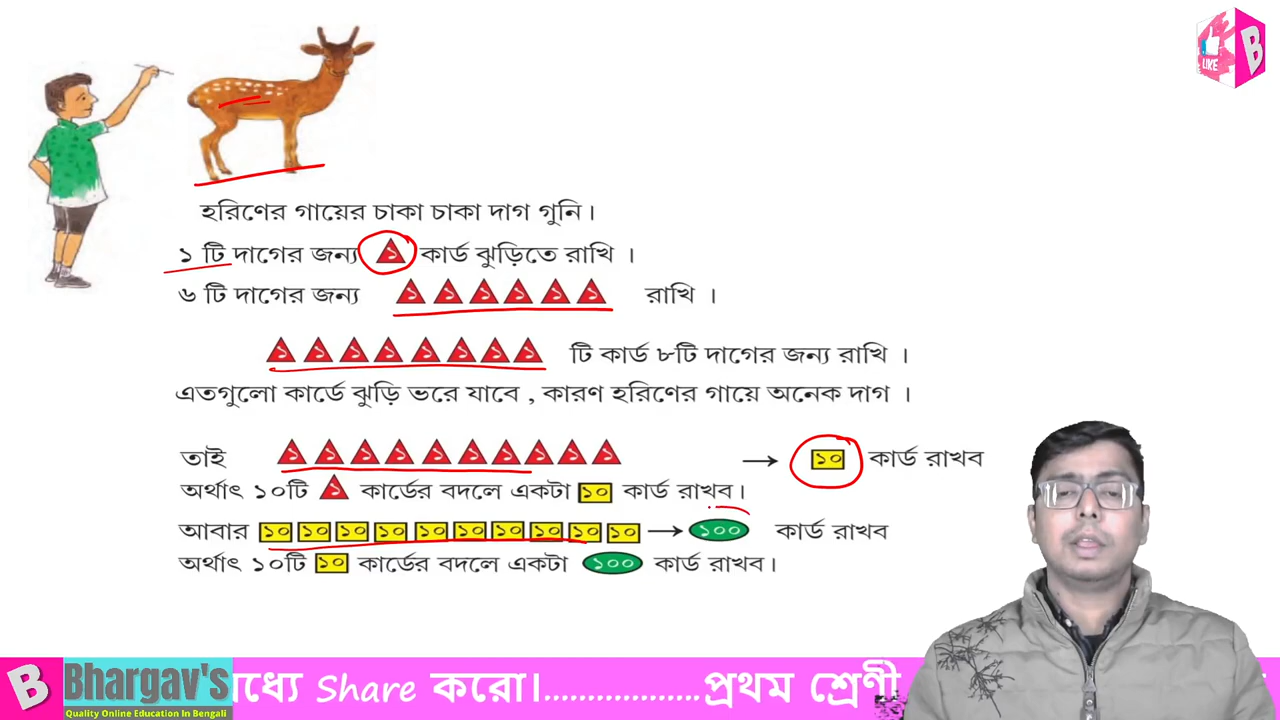 LIKE
B
হরিণের গায়ের চাকা চাকা দাগ গুনি।
১ টি দাগের জন্য ১ কার্ড ঝুড়িতে রাখি ।
৬ টি দাগের জন্য ১ ১ ১ ১ ১ ১ রাখি ।
১ ১ ১ ১ ১ ১ ১ ১ টি কার্ড ৮টি দাগের জন্য রাখি ।
এতগুলো কার্ডে ঝুড়ি ভরে যাবে , কারণ হরিণের গায়ে অনেক দাগ ।
তাই ১ ১ ১ ১ ১ ১ ১ ১ ১ ১ → ১০ কার্ড রাখব
অর্থাৎ ১০টি ১ কার্ডের বদলে একটা ১০ কার্ড রাখব।
আবার ১০ ১০ ১০ ১০ ১০ ১০ ১০ ১০ ১০ ১০ → ১০০ কার্ড রাখব
অর্থাৎ ১০টি ১০ কার্ডের বদলে একটা ১০০ কার্ড রাখব।
B Bhargav's
Quality Online Education In Bengali
Share করো।.................প্রথম শ্রেণী